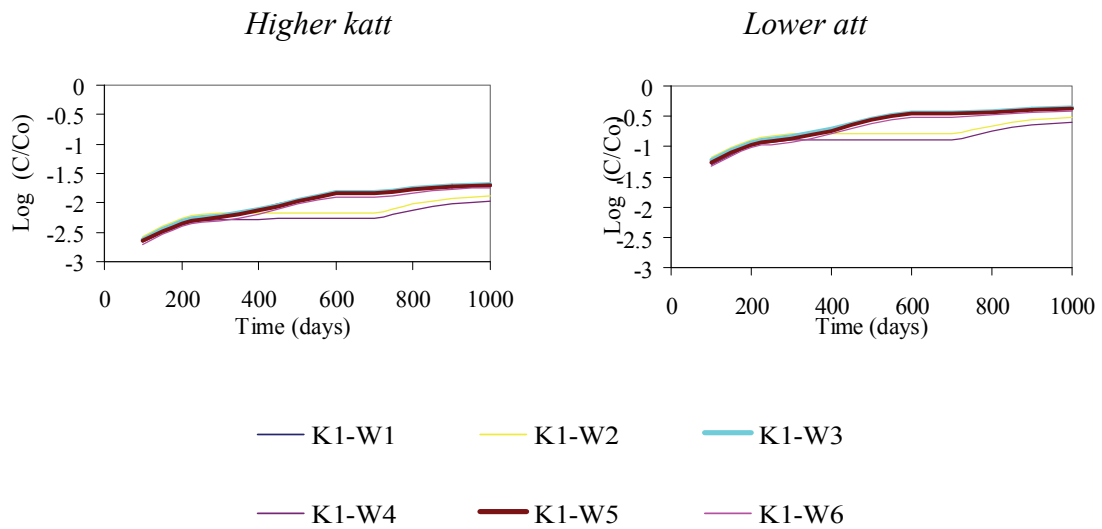 Higher katt
0
-0.5
-1
-1.5
-2
-2.5
-3
Log (C/Co)
0 200 400 600 800 1000
Time (days)
Lower att
0
-0.5
-1
-1.5
-2
-2.5
-3
Log (C/Co)
0 200 400 600 800 1000
Time (days)
K1-W1 K1-W2 K1-W3
K1-W4 K1-W5 K1-W6